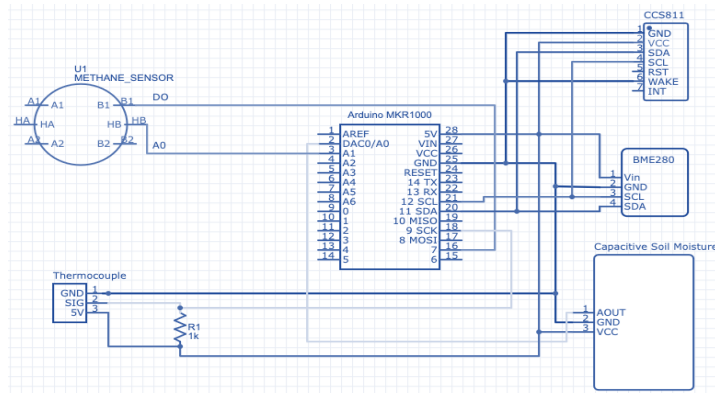 CCS811
1 GND
2 VCC
3 SDA
4 SCL
5 RST
6 WAKE
7 INT
U1
METHANE_SENSOR
A1 A1 B1 B1
HA HA HB HB
A2 A2 B2 B2
DO
A0
Arduino MKR1000
1 AREF 5V 28
2 DAC0/A0 VIN 27
3 A1 VCC 26
4 A2 GND 25
5 A3 RESET 24
6 A4 14 TX 23
7 A5 13 RX 22
8 A6 12 SCL 21
9 0 11 SDA 20
10 1 10 MISO 19
11 2 9 SCK 18
12 3 8 MOSI 17
13 4 7 16
14 5 6 15
BME280
1 Vin
2 GND
3 SCL
4 SDA
Capacitive Soil Moisture
1 AOUT
2 GND
3 VCC
Thermocouple
GND 1
SIG 2
5V 3
R1
1k